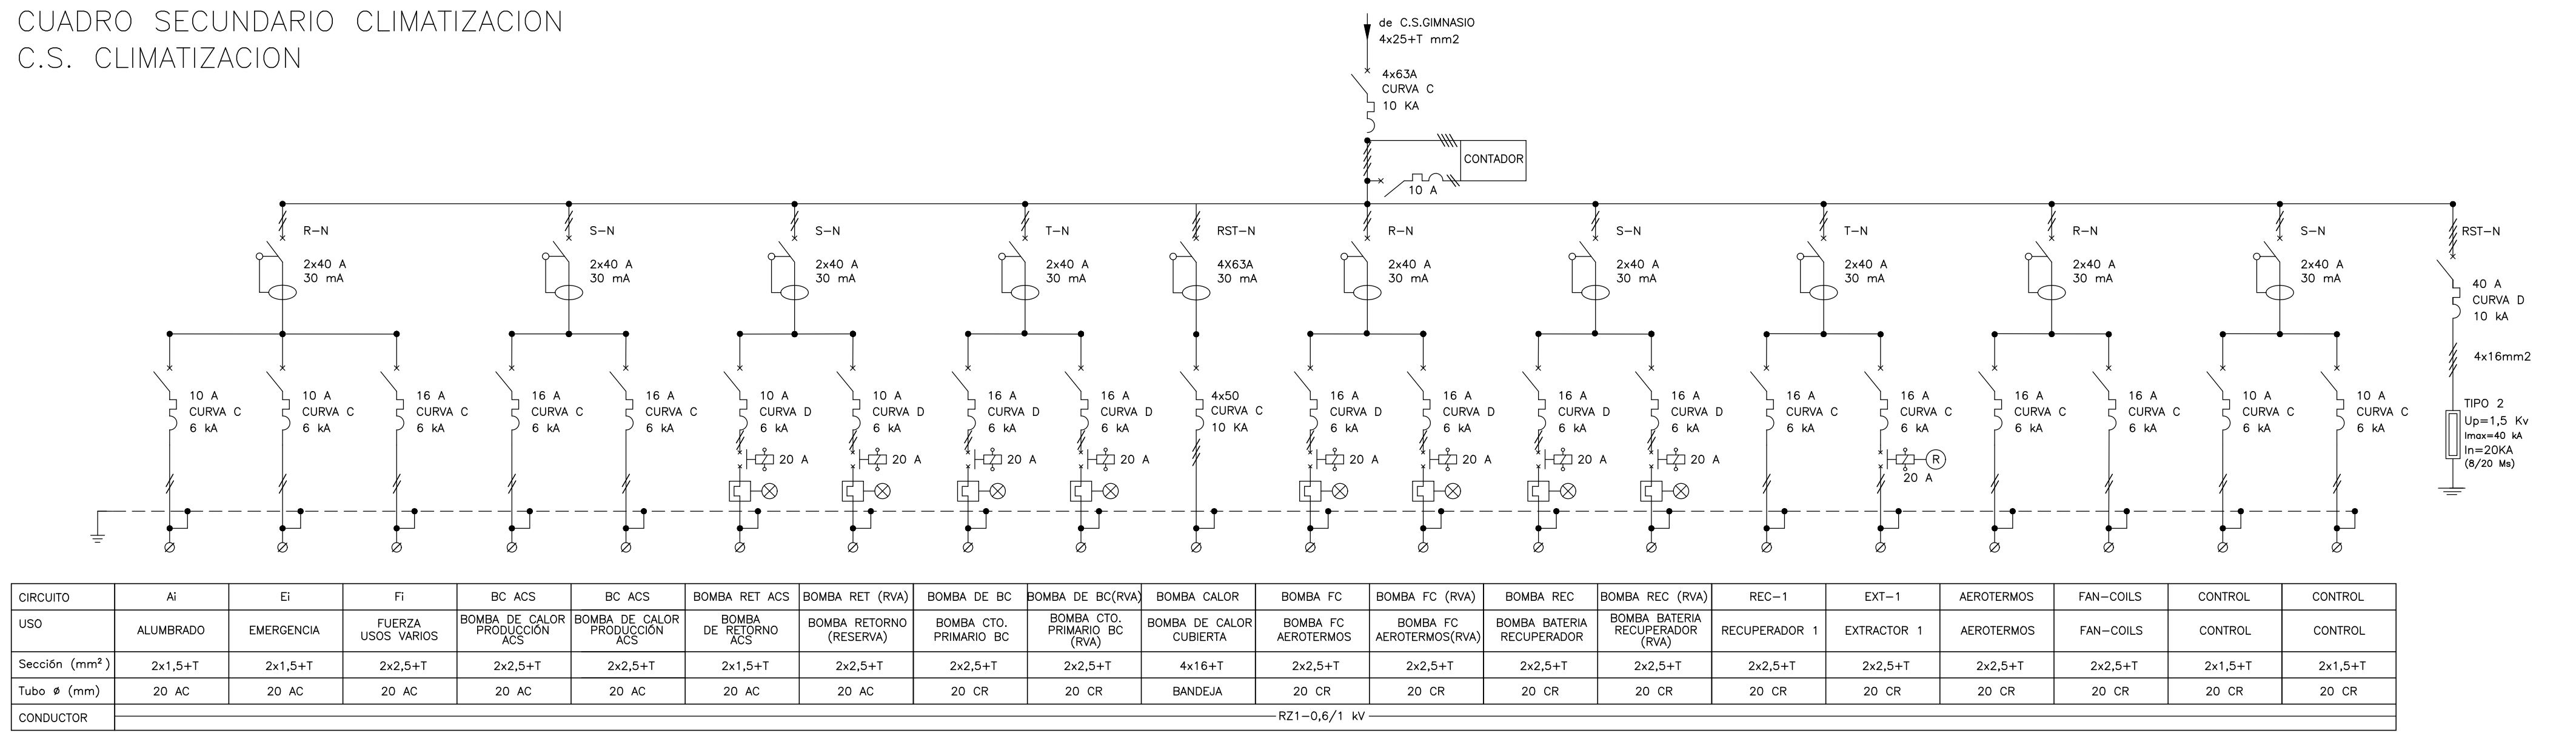 CUADRO SECUNDARIO CLIMATIZACION
C.S. CLIMATIZACION
de C.S.GIMNASIO
4x25+T mm2
4x63A
CURVA C
10 KA
CONTADOR
10 A
R-N
2x40 A
30 mA
S-N
2x40 A
30 mA
S-N
2x40 A
30 mA
T-N
2x40 A
30 mA
RST-N
4X63A
30 mA
R-N
2x40 A
30 mA
S-N
2x40 A
30 mA
T-N
2x40 A
30 mA
R-N
2x40 A
30 mA
S-N
2x40 A
30 mA
RST-N
40 A
CURVA D
10 kA
4x16mm2
TIPO 2
Up=1,5 Kv
Imax=40 kA
In=20KA
(8/20 Ms)
10 A
CURVA C
6 kA
10 A
CURVA C
6 kA
16 A
CURVA C
6 kA
16 A
CURVA C
6 kA
16 A
CURVA C
6 kA
10 A
CURVA D
6 kA
20 A
10 A
CURVA D
6 kA
20 A
16 A
CURVA D
6 kA
20 A
16 A
CURVA D
6 kA
20 A
4x50
CURVA C
10 KA
16 A
CURVA D
6 kA
20 A
16 A
CURVA D
6 kA
20 A
16 A
CURVA D
6 kA
20 A
16 A
CURVA D
6 kA
20 A
16 A
CURVA C
6 kA
16 A
CURVA C
6 kA
R
20 A
16 A
CURVA C
6 kA
16 A
CURVA C
6 kA
10 A
CURVA C
6 kA
10 A
CURVA C
6 kA
CIRCUITO Ai Ei Fi BC ACS BC ACS BOMBA RET ACS BOMBA RET (RVA) BOMBA DE BC BOMBA DE BC(RVA) BOMBA CALOR BOMBA FC BOMBA FC (RVA) BOMBA REC BOMBA REC (RVA) REC-1 EXT-1 AEROTERMOS FAN-COILS CONTROL CONTROL
USO
ALUMBRADO
EMERGENCIA
FUERZA
USOS VARIOS
BOMBA DE CALOR
PRODUCCIÓN
ACS
BOMBA DE CALOR
PRODUCCIÓN
ACS
BOMBA
DE RETORNO
ACS
BOMBA RETORNO
(RESERVA)
BOMBA CTO.
PRIMARIO BC
BOMBA CTO.
PRIMARIO BC
(RVA)
BOMBA DE CALOR
CUBIERTA
BOMBA FC
AEROTERMOS
BOMBA FC
AEROTERMOS(RVA)
BOMBA BATERIA
RECUPERADOR
BOMBA BATERIA
RECUPERADOR
(RVA)
RECUPERADOR 1
EXTRACTOR 1
AEROTERMOS
FAN-COILS
CONTROL
CONTROL
Sección (mm²) 2x1,5+T 2x1,5+T 2x2,5+T 2x2,5+T 2x2,5+T 2x1,5+T 2x2,5+T 2x2,5+T 2x2,5+T 4x16+T 2x2,5+T 2x2,5+T 2x2,5+T 2x2,5+T 2x2,5+T 2x2,5+T 2x2,5+T 2x2,5+T 2x1,5+T 2x1,5+T
Tubo ø (mm) 20 AC 20 AC 20 AC 20 AC 20 AC 20 AC 20 AC 20 CR 20 CR BANDEJA 20 CR 20 CR 20 CR 20 CR 20 CR 20 CR 20 CR 20 CR 20 CR 20 CR
CONDUCTOR RZ1-0,6/1 kV